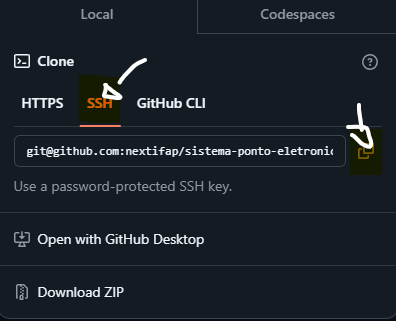 Local
Codespaces
Clone
HTTPS
SSH
GitHub CLI
git@github.com:nextifap/sistema-ponto-eletronic
Use a password-protected SSH key.
Open with GitHub Desktop
Download ZIP